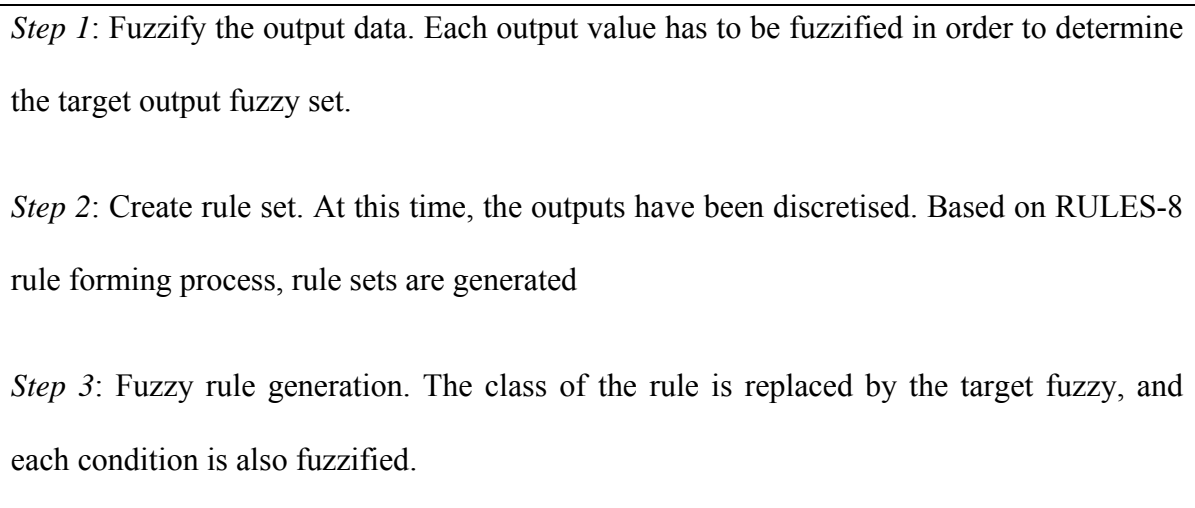 Step 1: Fuzzify the output data. Each output value has to be fuzzified in order to determine
the target output fuzzy set.
Step 2: Create rule set. At this time, the outputs have been discretised. Based on RULES-8
rule forming process, rule sets are generated
Step 3: Fuzzy rule generation. The class of the rule is replaced by the target fuzzy, and
each condition is also fuzzified.